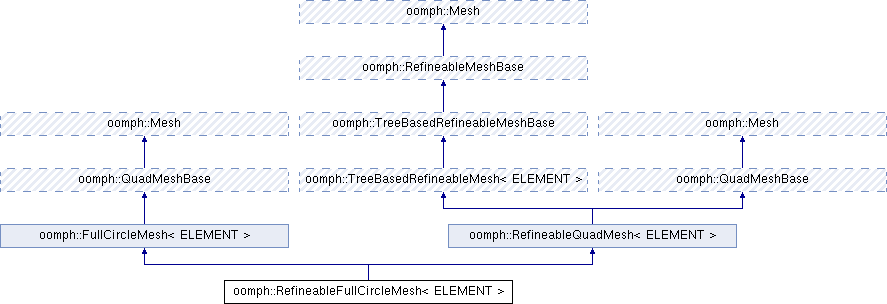 oomph::Mesh
oomph::RefineableMeshBase
oomph::Mesh
oomph::TreeBasedRefineableMeshBase
oomph::Mesh
oomph::QuadMeshBase
oomph::TreeBasedRefineableMesh< ELEMENT >
oomph::QuadMeshBase
oomph::FullCircleMesh< ELEMENT >
oomph::RefineableQuadMesh< ELEMENT >
oomph::RefineableFullCircleMesh< ELEMENT >